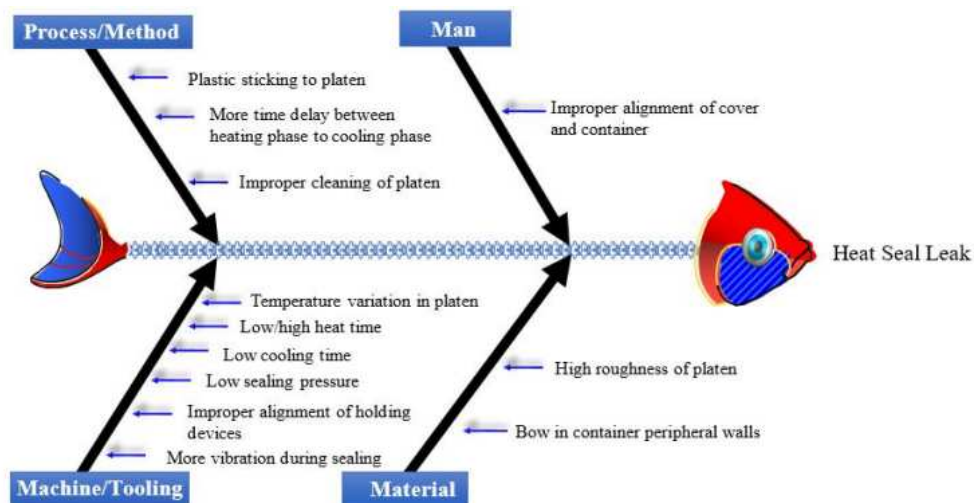 Process/Method
Man
Plastic sticking to platen
More time delay between
heating phase to cooling phase
Improper cleaning of platen
Improper alignment of cover
and container
Heat Seal Leak
Temperature variation in platen
Low/high heat time
Low cooling time
Low sealing pressure
Improper alignment of holding
devices
More vibration during sealing
High roughness of platen
Bow in container peripheral walls
Machine/Tooling
Material